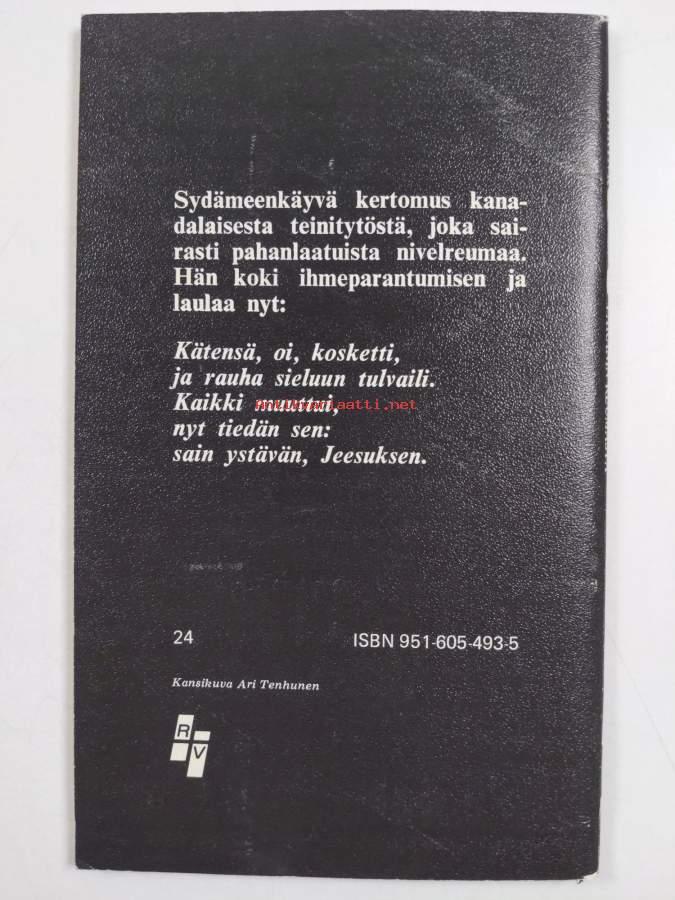 Sydämeenkäyvä kertomus kana-
dalaisesta teinitytöstä, joka sai-
rasti pahanlaatuista nivelreumaa.
Hän koki ihmeparantumisen ja
laulaa nyt:
Kätensä, oi, kosketti,
ja rauha sieluun tulvaili.
Kaikki muuttui,
nyt tiedän sen:
sain ystävän, Jeesuksen.
24
ISBN 951-605-493-5
Kansikuva Ari Tenhunen
R
V